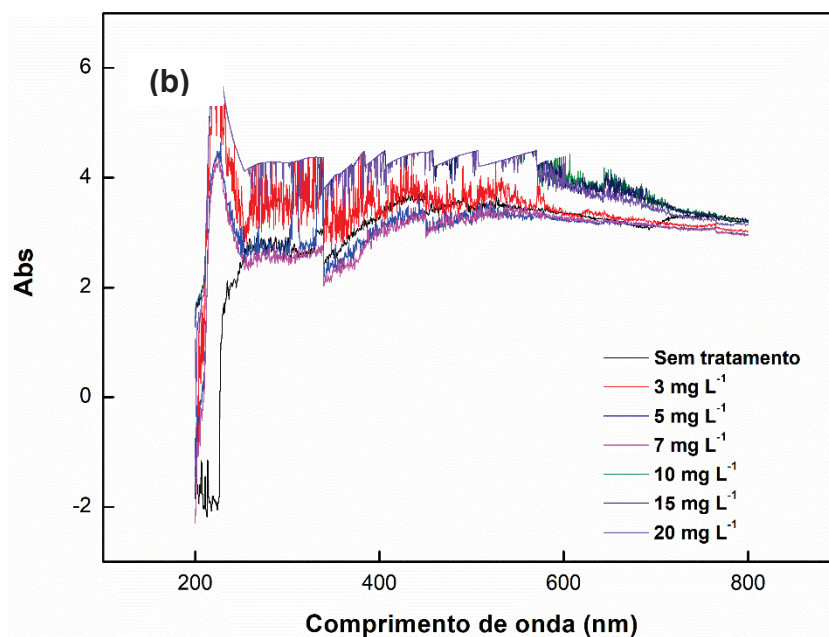 (b)
6
4
2
0
-2
Abs
200
400
600
800
Comprimento de onda (nm)
Sem tratamento
3 mg L⁻¹
5 mg L⁻¹
7 mg L⁻¹
10 mg L⁻¹
15 mg L⁻¹
20 mg L⁻¹